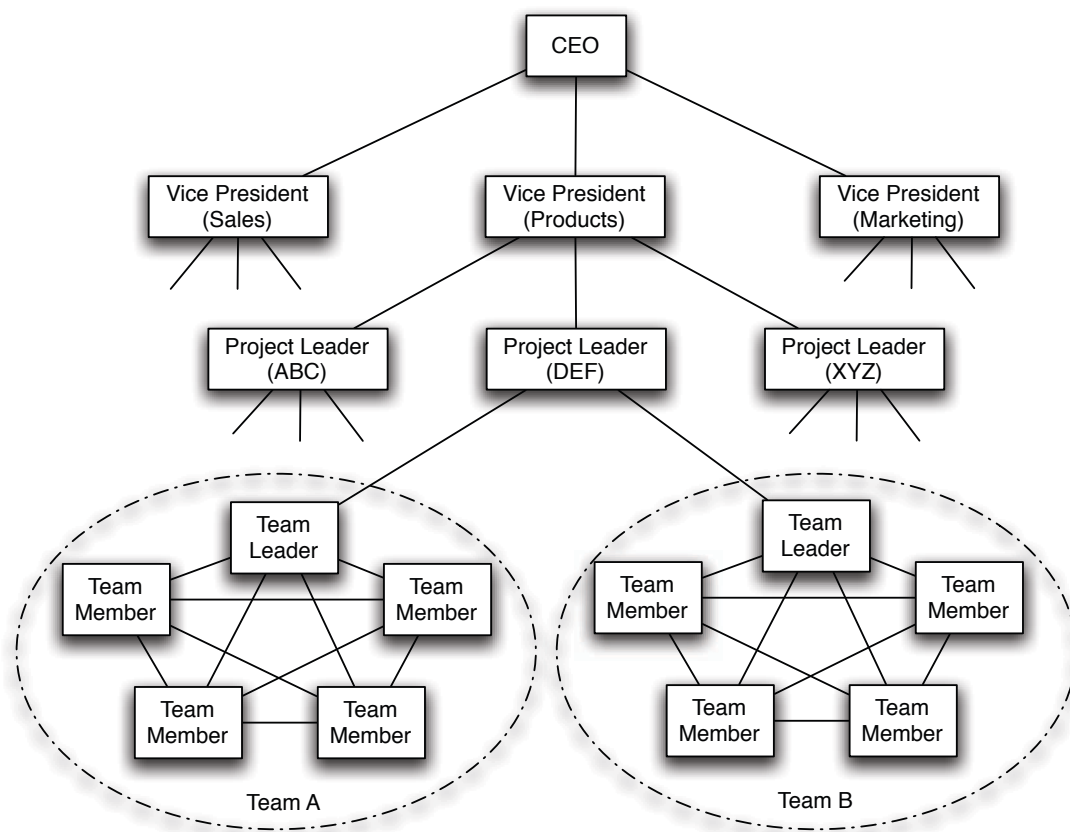 CEO
Vice President
(Sales)
Vice President
(Products)
Vice President
(Marketing)
Project Leader
(ABC)
Project Leader
(DEF)
Project Leader
(XYZ)
Team
Leader
Team
Member
Team
Member
Team
Member
Team
Member
Team A
Team
Leader
Team
Member
Team
Member
Team
Member
Team
Member
Team B